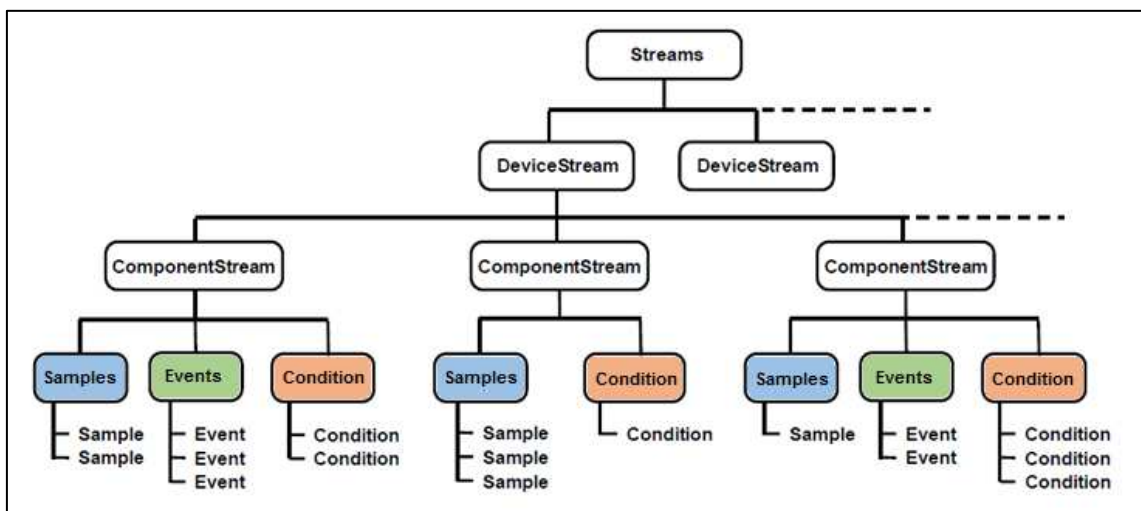 Streams
DeviceStream DeviceStream
ComponentStream ComponentStream ComponentStream
Samples Events Condition Samples Condition Samples Events Condition
Sample Event Condition Sample Condition Sample Event Condition
Sample Event Condition Sample Event Condition
Event Sample Condition